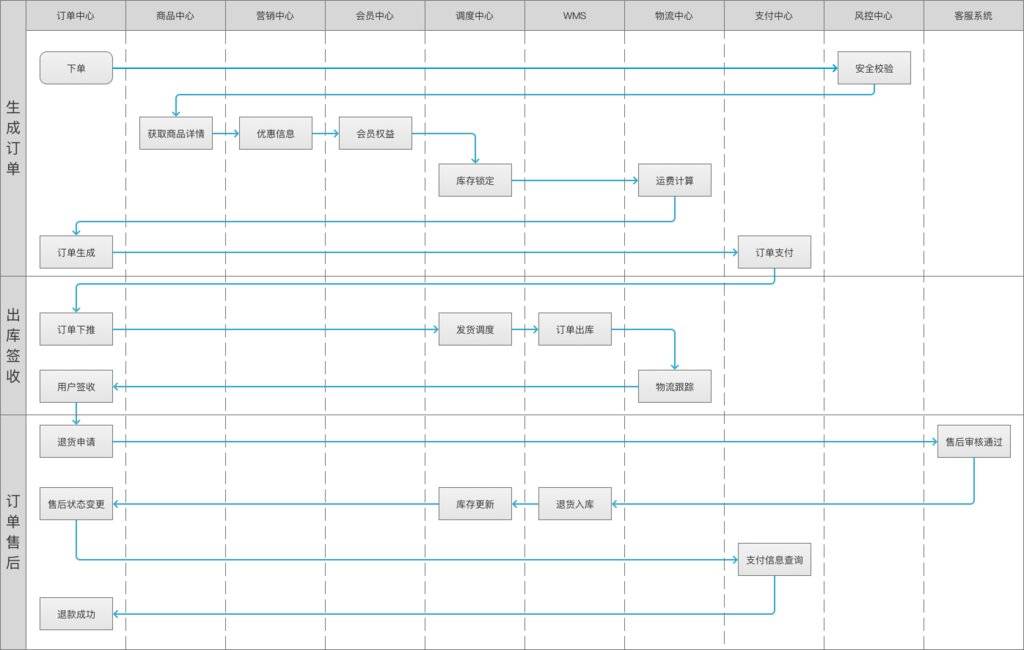 订单中心
商品中心
营销中心
会员中心
调度中心
WMS
物流中心
支付中心
风控中心
客服系统
生成订单
下单
安全校验
获取商品详情
优惠信息
会员权益
库存锁定
运费计算
订单生成
订单支付
出库签收
订单下推
发货调度
订单出库
用户签收
物流跟踪
订单售后
退货申请
售后审核通过
售后状态变更
库存更新
退货入库
支付信息查询
退款成功